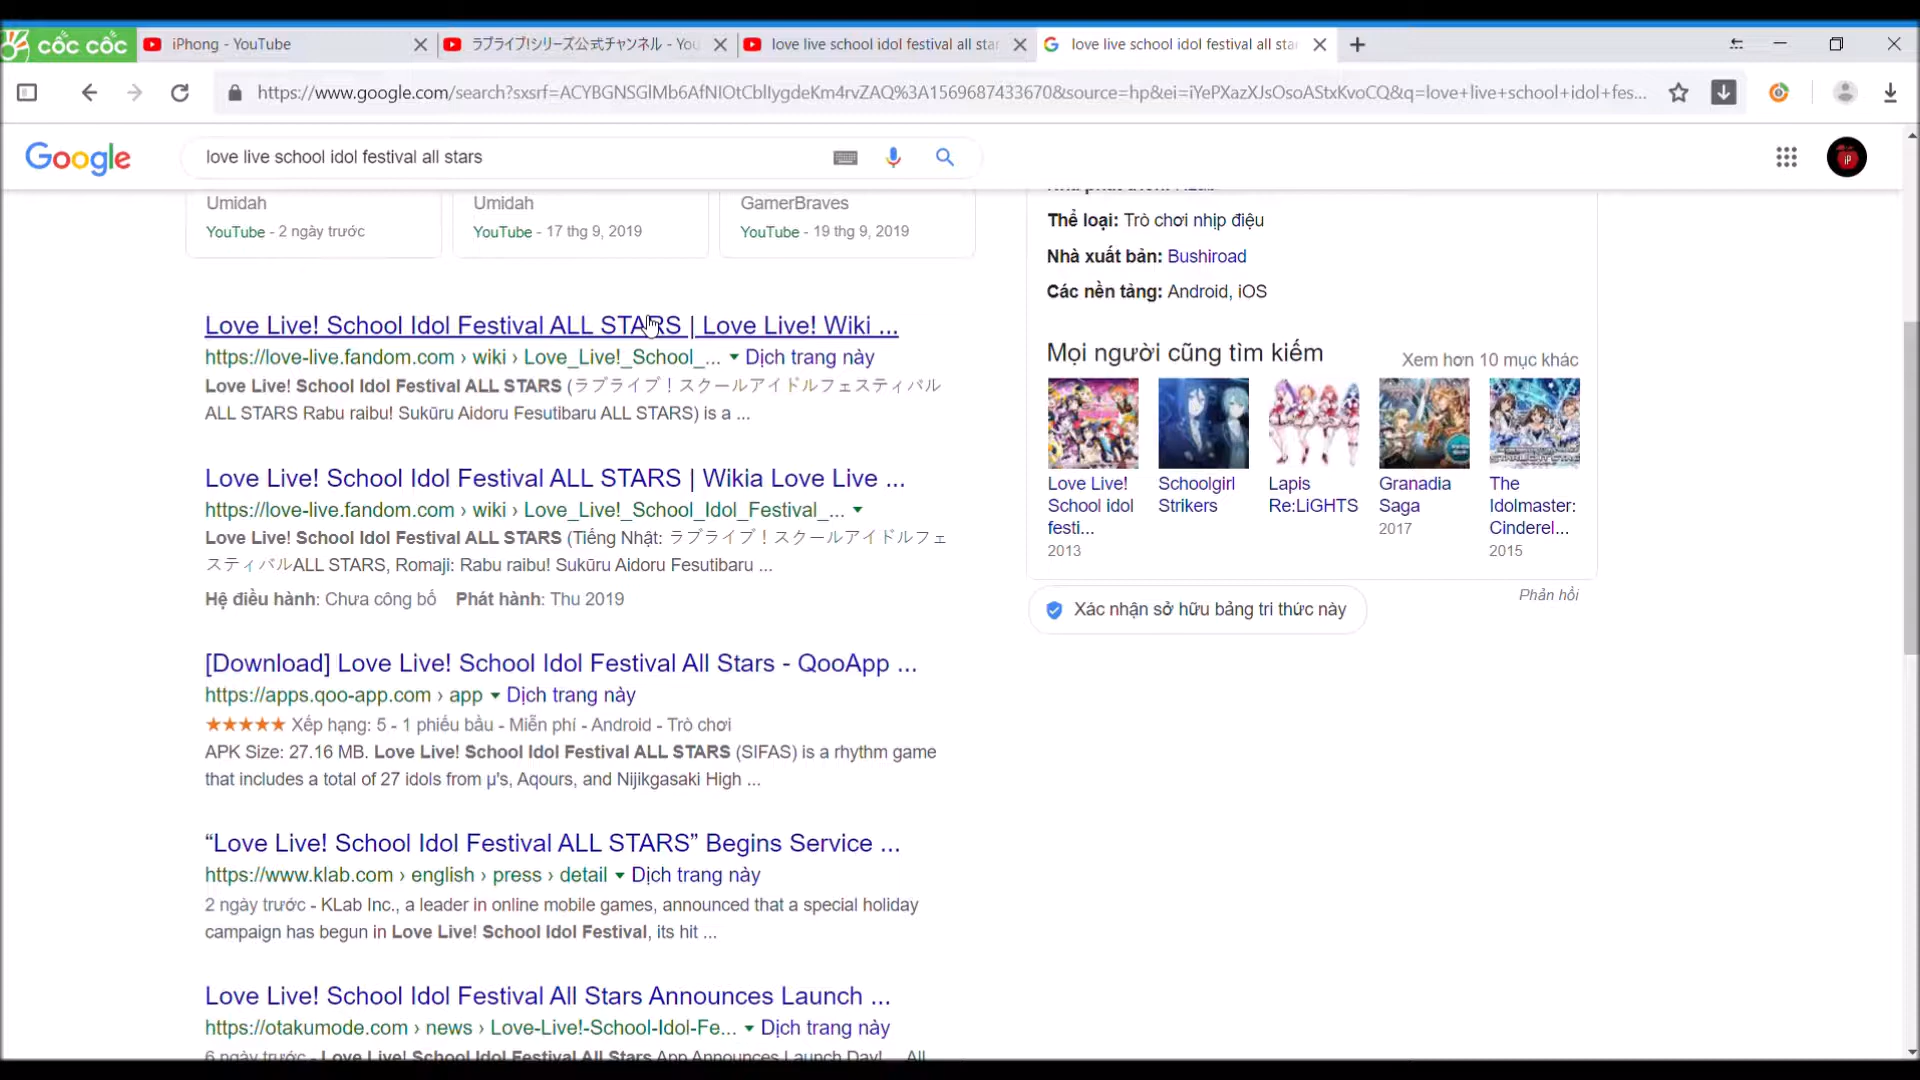 cốc cốc
iPhong - YouTube
ラブライブ!シリーズ公式チャンネル - You
love live school idol festival all star
love live school idol festival all sta
https://www.google.com/search?sxsrf=ACYBGNSGlMb6AfNIOtCblIygdeKm4rvZAQ%3A1569687433670&source=hp&ei=iYePXazXJsOsoAStxKvoCQ&q=love+live+school+idol+fes...
Google
love live school idol festival all stars
Umidah
YouTube - 2 ngày trước
Umidah
YouTube - 17 thg 9, 2019
GamerBraves
YouTube - 19 thg 9, 2019
Love Live! School Idol Festival ALL STARS | Love Live! Wiki ...
https://love-live.fandom.com › wiki › Love_Live!_School_... Dịch trang này
Love Live! School Idol Festival ALL STARS (ラブライブ！スクールアイドルフェスティバル
ALL STARS Rabu raibu! Sukūru Aidoru Fesutibaru ALL STARS) is a ...
Love Live! School Idol Festival ALL STARS | Wikia Love Live ...
https://love-live.fandom.com › wiki › Love_Live!_School_Idol_Festival_...
Love Live! School Idol Festival ALL STARS (Tiếng Nhật: ラブライブ！スクールアイドルフェ
スティバルALL STARS, Romaji: Rabu raibu! Sukūru Aidoru Fesutibaru ...
Hệ điều hành: Chưa công bố Phát hành: Thu 2019
[Download] Love Live! School Idol Festival All Stars - QooApp ...
https://apps.qoo-app.com › app Dịch trang này
★★★★★ Xếp hạng: 5 - 1 phiếu bầu - Miễn phí - Android - Trò chơi
APK Size: 27.16 MB. Love Live! School Idol Festival ALL STARS (SIFAS) is a rhythm game
that includes a total of 27 idols from μ's, Aqours, and Nijikgasaki High ...
“Love Live! School Idol Festival ALL STARS” Begins Service ...
https://www.klab.com › english › press › detail Dịch trang này
2 ngày trước - KLab Inc., a leader in online mobile games, announced that a special holiday
campaign has begun in Love Live! School Idol Festival, its hit ...
Love Live! School Idol Festival All Stars Announces Launch ...
https://otakumode.com › news › Love-Live!-School-Idol-Fe... Dịch trang này
6 ngày trước - Love Live! School Idol Festival All Stars App Announces Launch Day! ... All
Thể loại: Trò chơi nhịp điệu
Nhà xuất bản: Bushiroad
Các nền tảng: Android, iOS
Mọi người cũng tìm kiếm
Xem hơn 10 mục khác
Love Live!
School idol
festi...
2013
Schoolgirl
Strikers
Lapis
Re:LiGHTS
Granadia
Saga
2017
The
Idolmaster:
Cinderel...
2015
Phản hồi
Xác nhận sở hữu bảng tri thức này